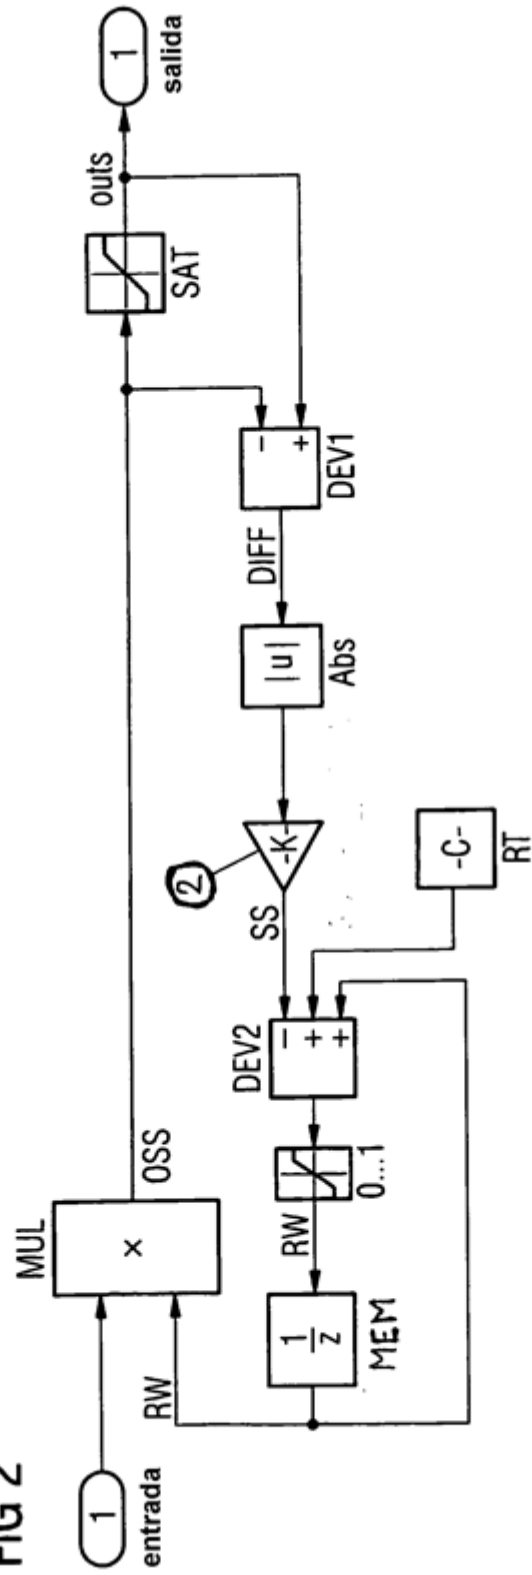 FIG 2
1
entrada
RW
MUL
×
OSS
SAT
outs
1
salida
-
+
DEV1
DIFF
|u|
Abs
-K-
2
SS
-C-
RT
DEV2
-
+
+
0...1
RW
1
z
MEM